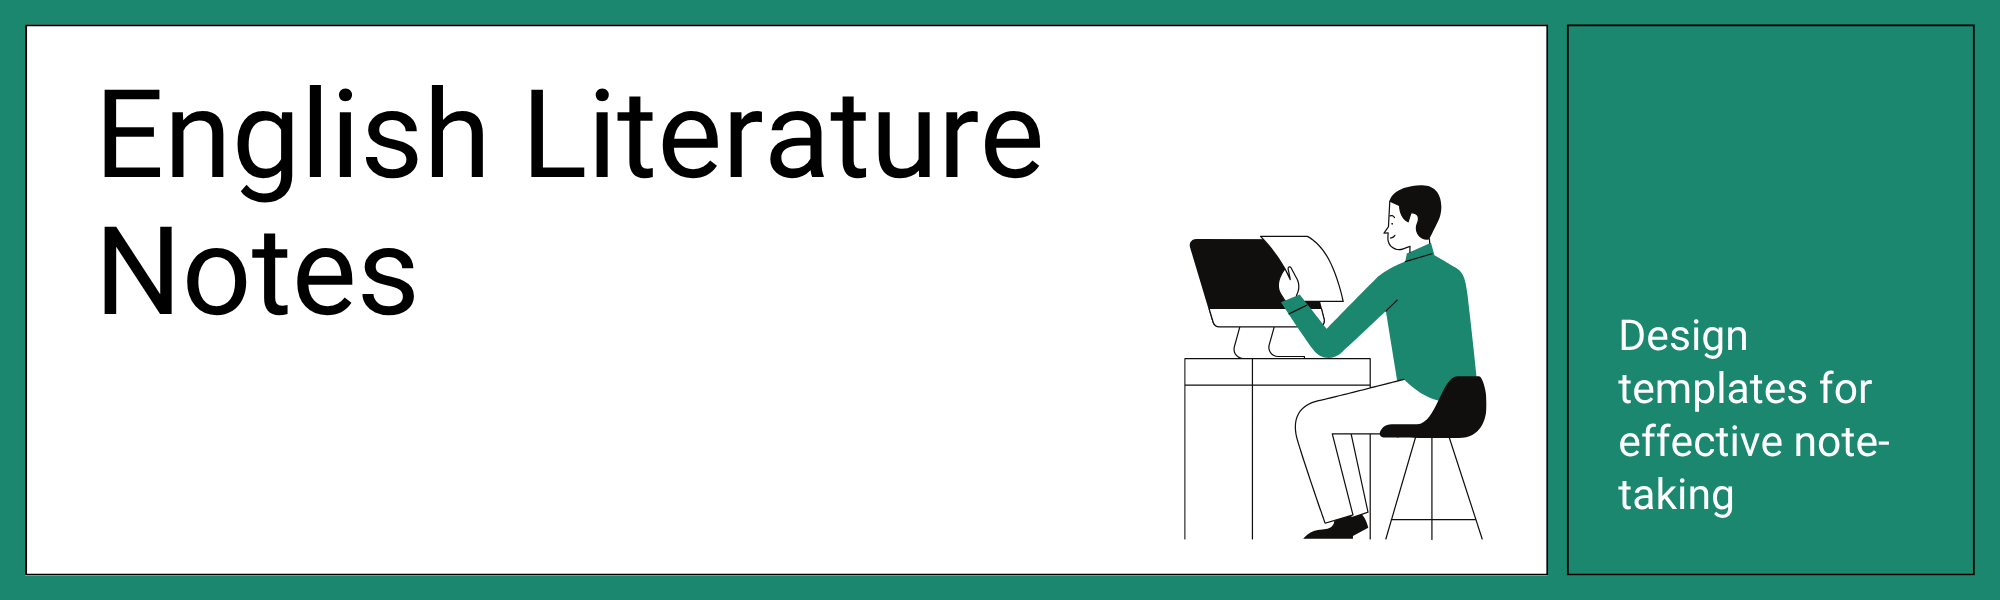 English Literature
Notes
Design
templates for
effective note-
taking